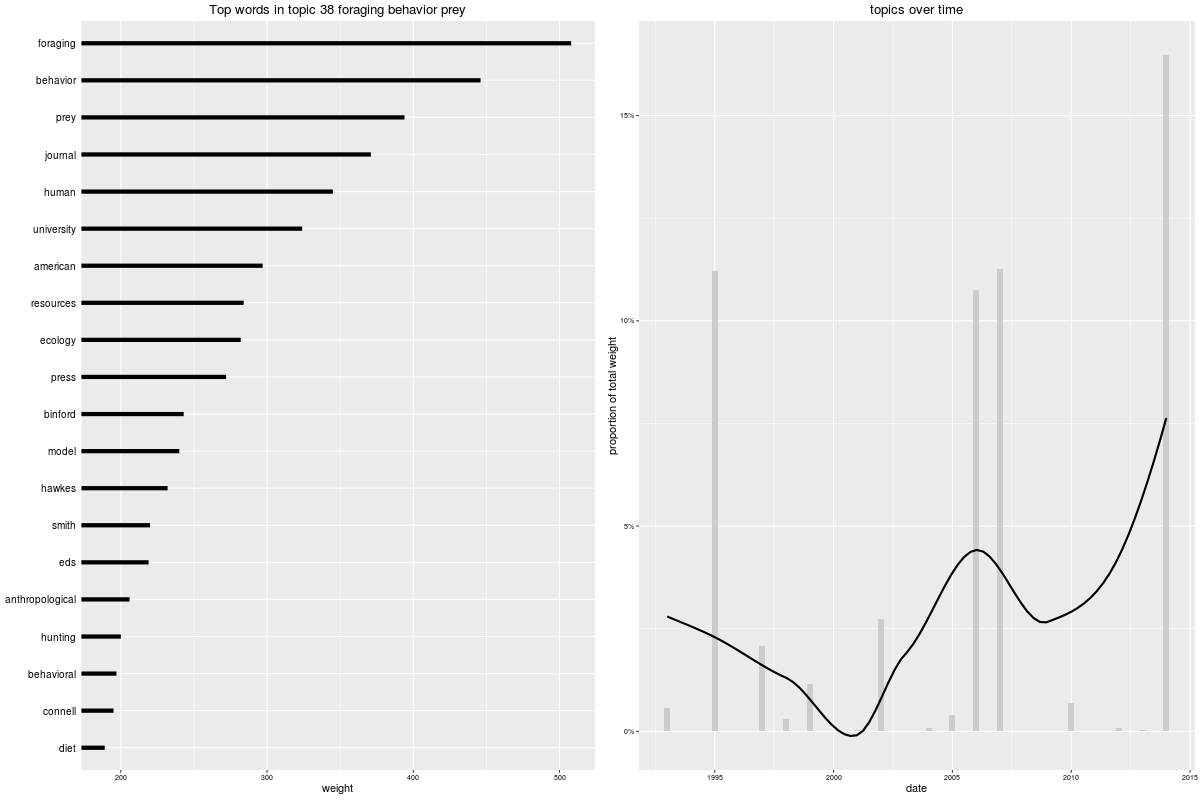 Top words in topic 38 foraging behavior prey
foraging
behavior
prey
journal
human
university
american
resources
ecology
press
binford
model
hawkes
smith
eds
anthropological
hunting
behavioral
connell
diet
200
300
400
500
weight
topics over time
proportion of total weight
15%
10%
5%
0%
1995
2000
2005
2010
2015
date